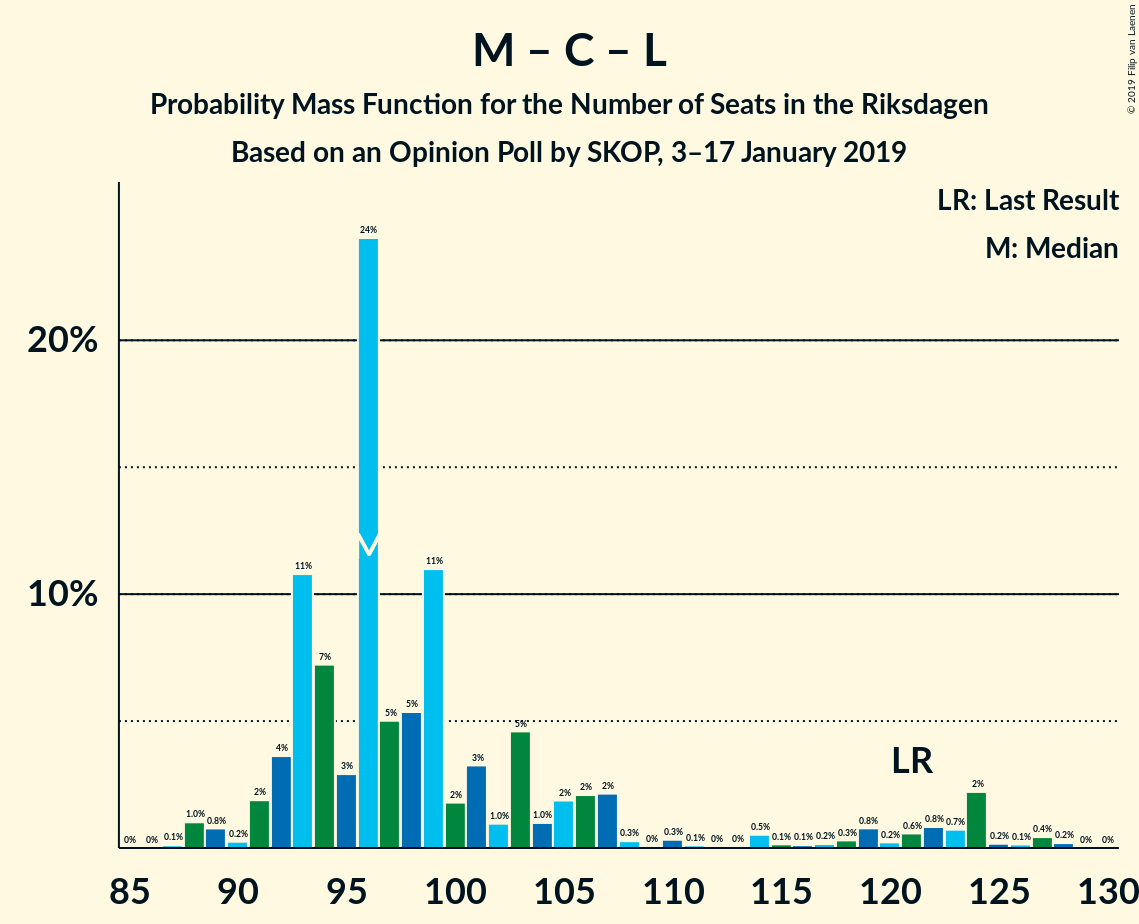 M – C – L
Probability Mass Function for the Number of Seats in the Riksdagen
Based on an Opinion Poll by SKOP, 3–17 January 2019
© 2019 Filip van Laenen
LR: Last Result
M: Median
20%
10%
0% 0% 0.1% 1.0% 0.8% 0.2% 2% 4% 11% 7% 3% 24% 5% 5% 11% 2% 3% 1.0% 5% 1.0% 2% 2% 2% 0.3% 0% 0.3% 0.1% 0% 0% 0.5% 0.1% 0.1% 0.2% 0.3% 0.8% 0.2% 0.6% 0.8% 0.7% 2% 0.2% 0.1% 0.4% 0.2% 0% 0%
LR
85 90 95 100 105 110 115 120 125 130